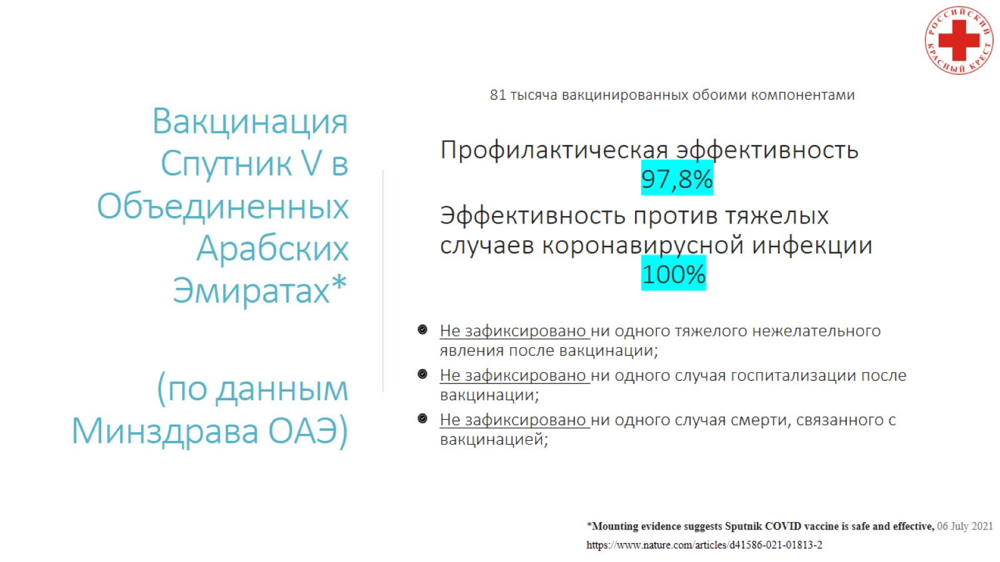 РОССИЙСКИЙ
КРАСНЫЙ КРЕСТ
Вакцинация
Спутник V в
Объединенных
Арабских
Эмиратах*
(по данным
Минздрава ОАЭ)
81 тысяча вакцинированных обоими компонентами
Профилактическая эффективность
97,8%
Эффективность против тяжелых
случаев коронавирусной инфекции
100%
Не зафиксировано ни одного тяжелого нежелательного
явления после вакцинации;
Не зафиксировано ни одного случая госпитализации после
вакцинации;
Не зафиксировано ни одного случая смерти, связанного с
вакцинацией;
*Mounting evidence suggests Sputnik COVID vaccine is safe and effective, 06 July 2021
https://www.nature.com/articles/d41586-021-01813-2